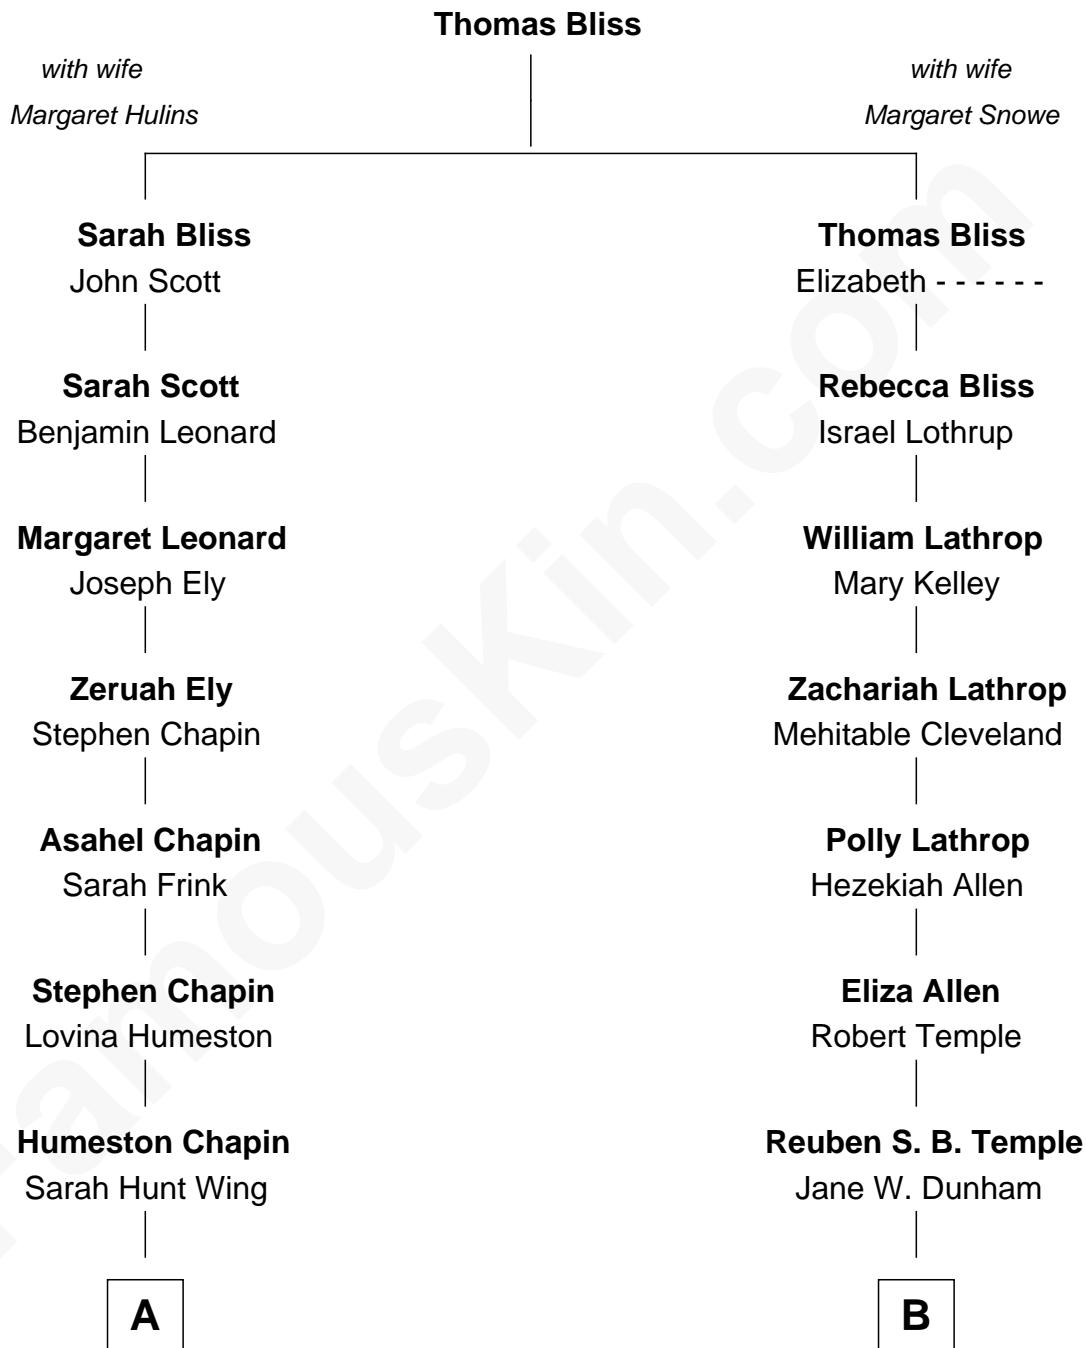 Thomas Bliss
with wife
Margaret Hulins
with wife
Margaret Snowe
Sarah Bliss
John Scott
Thomas Bliss
Elizabeth - - - - - -
Sarah Scott
Benjamin Leonard
Rebecca Bliss
Israel Lothrup
Margaret Leonard
Joseph Ely
William Lathrop
Mary Kelley
Zeruah Ely
Stephen Chapin
Zachariah Lathrop
Mehitable Cleveland
Asahel Chapin
Sarah Frink
Polly Lathrop
Hezekiah Allen
Stephen Chapin
Lovina Humeston
Eliza Allen
Robert Temple
Humeston Chapin
Sarah Hunt Wing
Reuben S. B. Temple
Jane W. Dunham
A
B
FamousKin.com